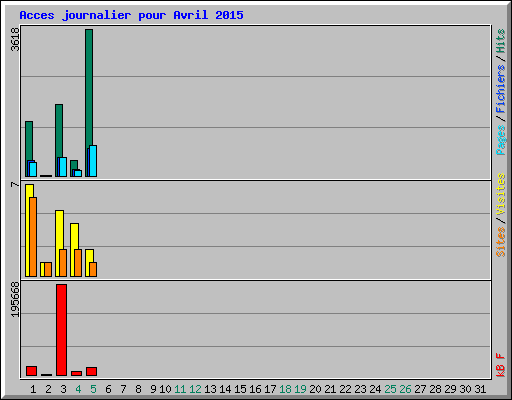 Acces journalier pour Avril 2015
3618
7
195668
Pages/Fichiers/Hits
Sites/Visites
kB F
1 2 3 4 5 6 7 8 9 10 11 12 13 14 15 16 17 18 19 20 21 22 23 24 25 26 27 28 29 30 31